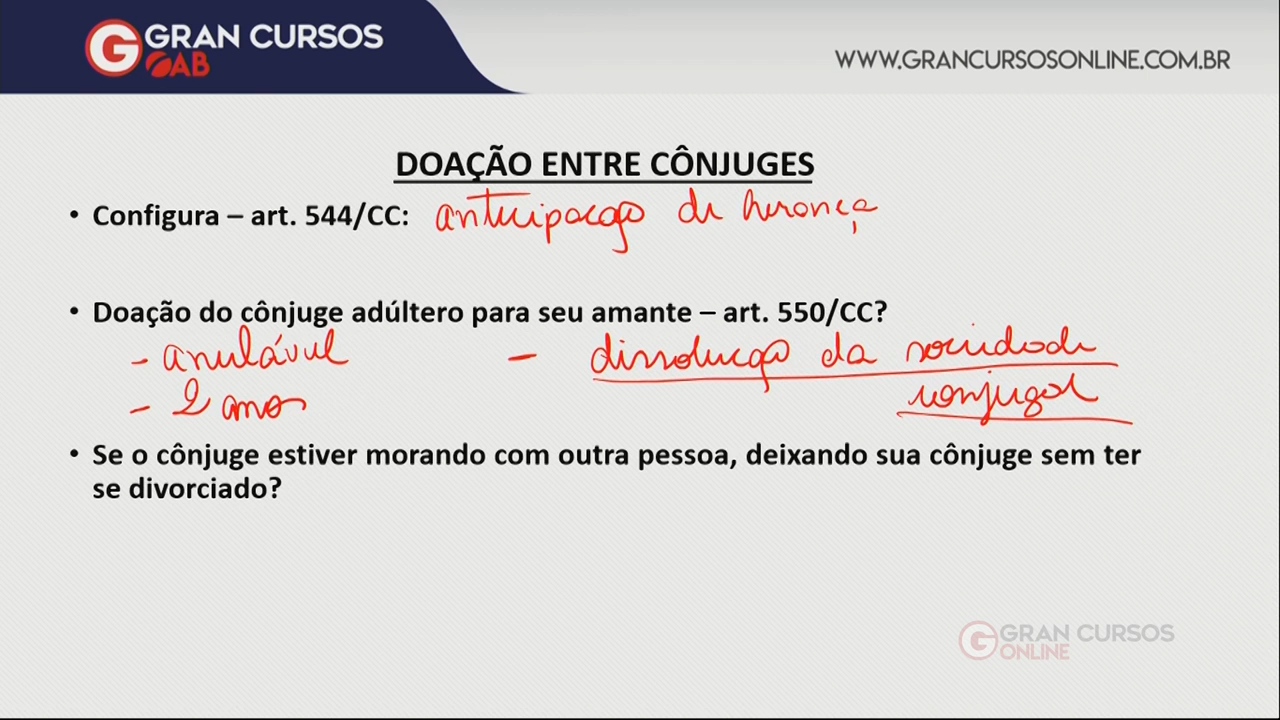 GRAN CURSOS
OAB
WWW.GRANCURSOSONLINE.COM.BR
DOAÇÃO ENTRE CÔNJUGES
• Configura – art. 544/CC: antecipação de herança
• Doação do cônjuge adúltero para seu amante – art. 550/CC?
- anulável - dissolução da sociedade
- 2 anos conjugal
• Se o cônjuge estiver morando com outra pessoa, deixando sua cônjuge sem ter
se divorciado?
GRAN CURSOS
ONLINE